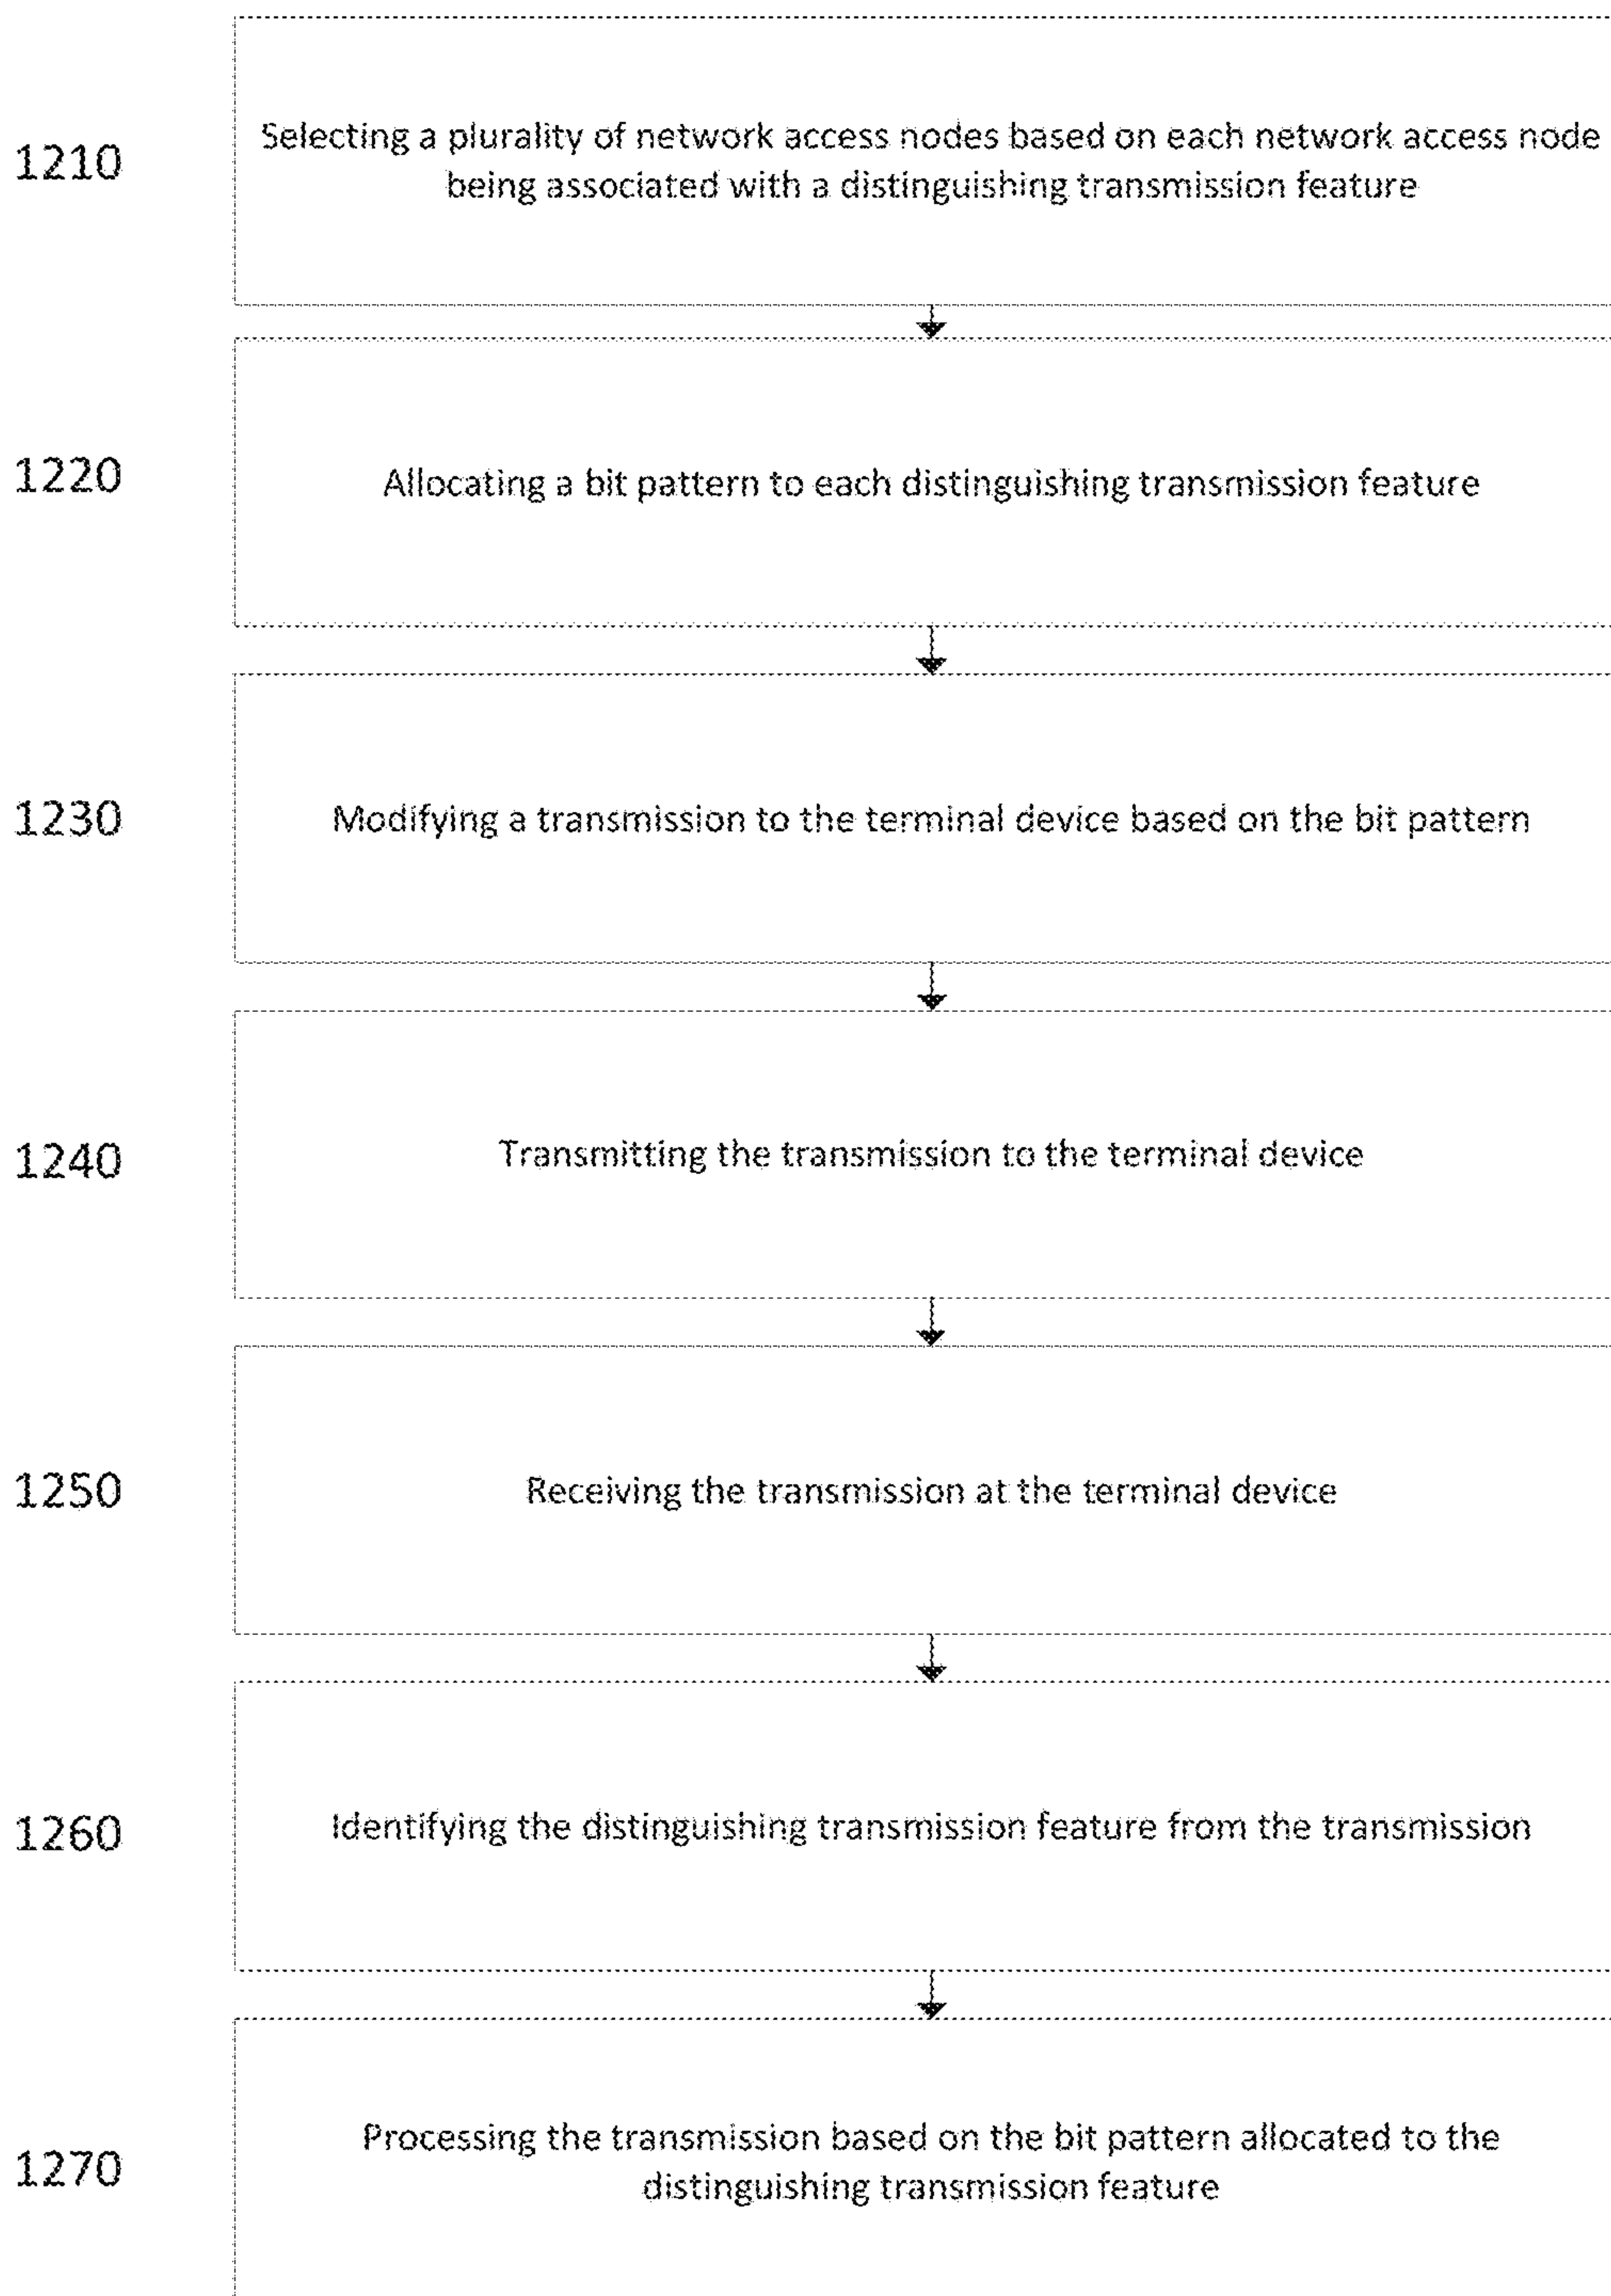 1210
Selecting a plurality of network access nodes based on each network access node
being associated with a distinguishing transmission feature
1220
Allocating a bit pattern to each distinguishing transmission feature
1230
Modifying a transmission to the terminal device based on the bit pattern
1240
Transmitting the transmission to the terminal device
1250
Receiving the transmission at the terminal device
1260
Identifying the distinguishing transmission feature from the transmission
1270
Processing the transmission based on the bit pattern allocated to the
distinguishing transmission feature